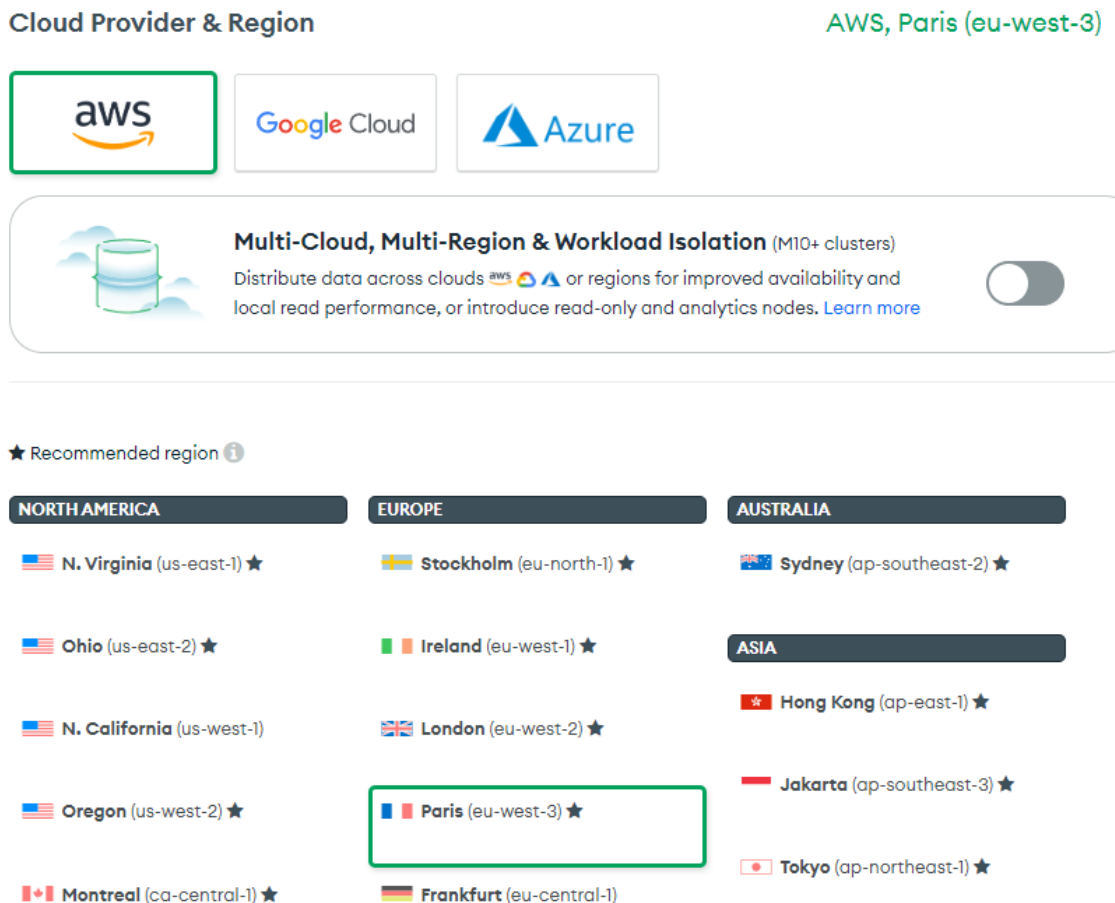 Cloud Provider & Region
AWS, Paris (eu-west-3)
aws
Google Cloud
Azure
Multi-Cloud, Multi-Region & Workload Isolation (M10+ clusters)
Distribute data across clouds aws or regions for improved availability and
local read performance, or introduce read-only and analytics nodes. Learn more
★ Recommended region
NORTH AMERICA
N. Virginia (us-east-1) ★
Ohio (us-east-2) ★
N. California (us-west-1)
Oregon (us-west-2) ★
Montreal (ca-central-1) ★
EUROPE
Stockholm (eu-north-1) ★
Ireland (eu-west-1) ★
London (eu-west-2) ★
Paris (eu-west-3) ★
Frankfurt (eu-central-1)
AUSTRALIA
Sydney (ap-southeast-2) ★
ASIA
Hong Kong (ap-east-1) ★
Jakarta (ap-southeast-3) ★
Tokyo (ap-northeast-1) ★